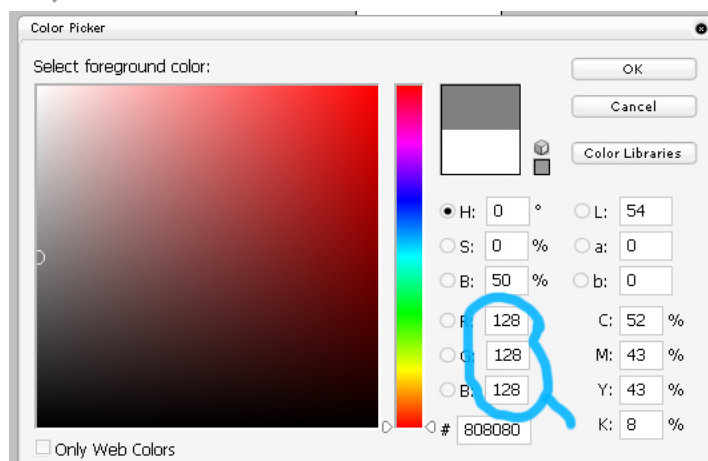 Color Picker
Select foreground color:
OK
Cancel
Color Libraries
H: 0 ° L: 54
S: 0 % a: 0
B: 50 % b: 0
R: 128 C: 52 %
G: 128 M: 43 %
B: 128 Y: 43 %
# 808080 K: 8 %
Only Web Colors